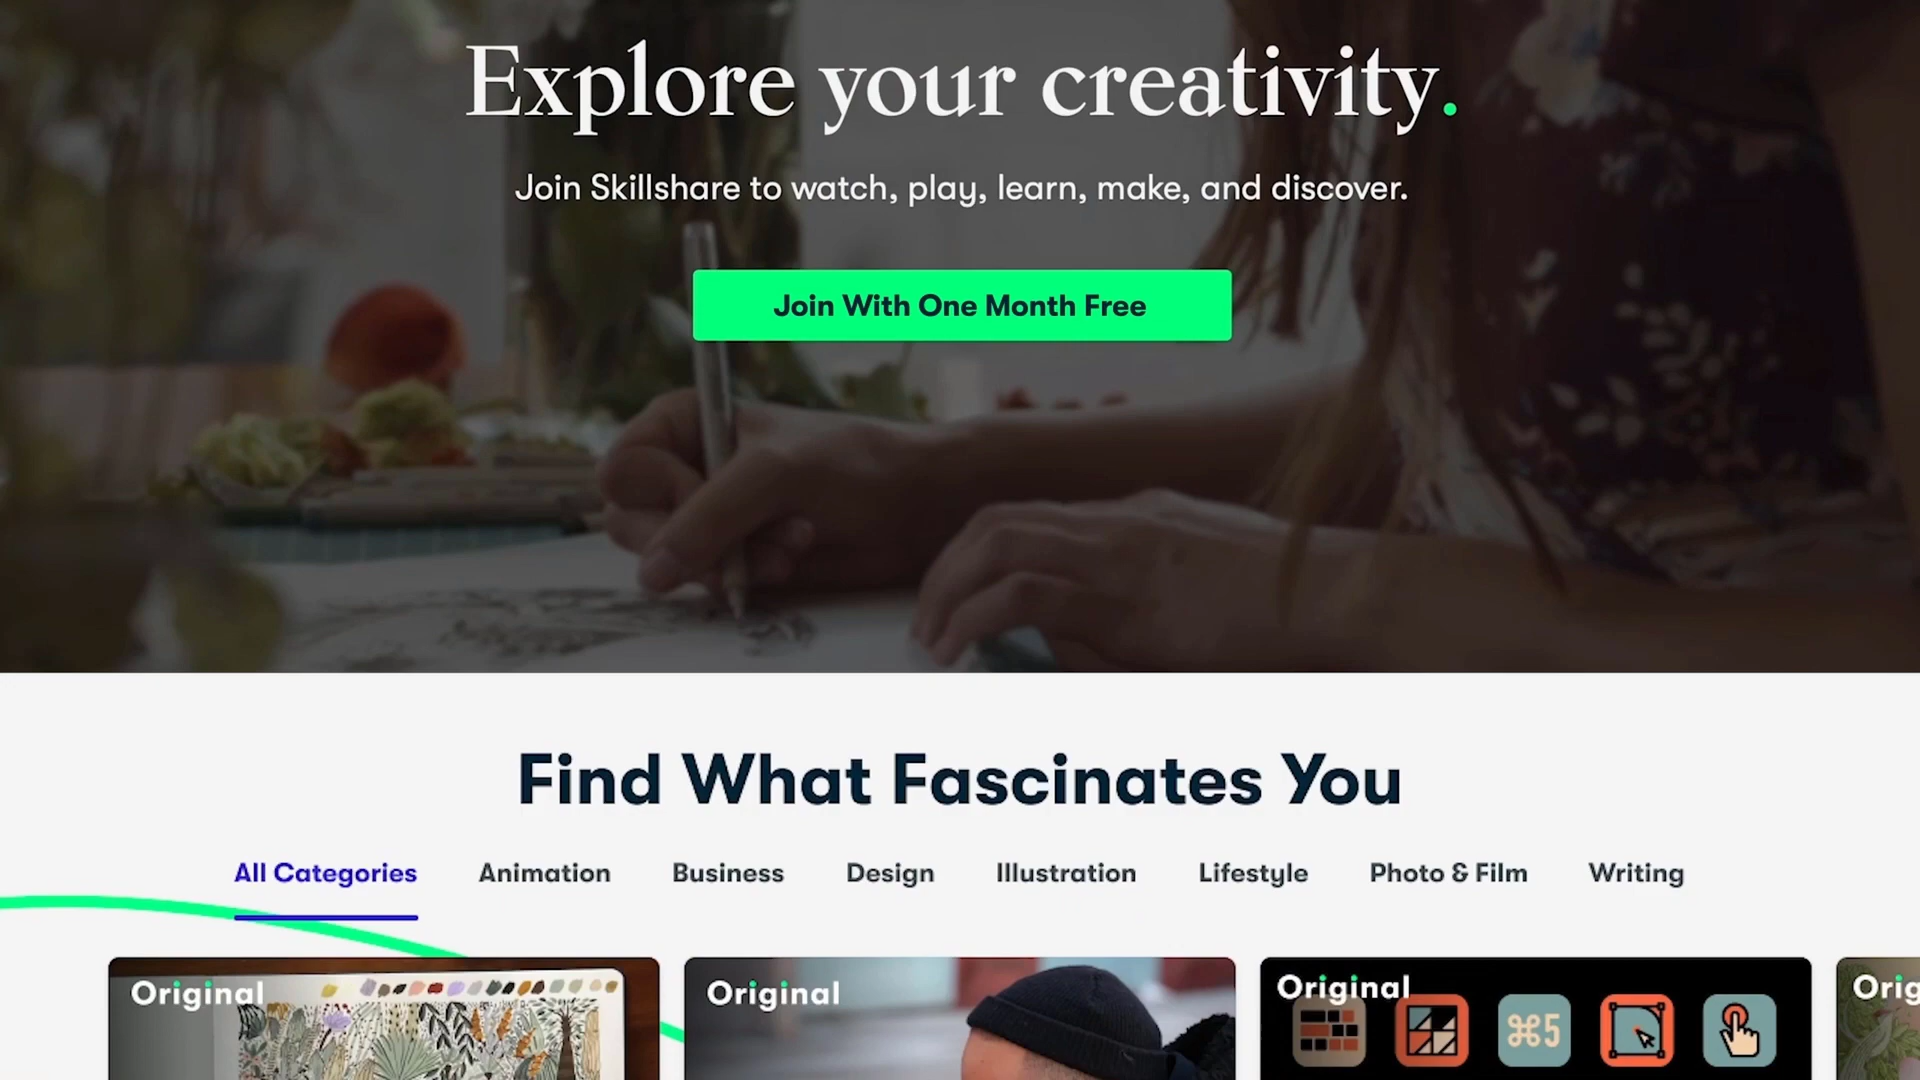 Explore your creativity.
Join Skillshare to watch, play, learn, make, and discover.
Join With One Month Free
Find What Fascinates You
All Categories Animation Business Design Illustration Lifestyle Photo & Film Writing
Original Original Original Orig
⌘5